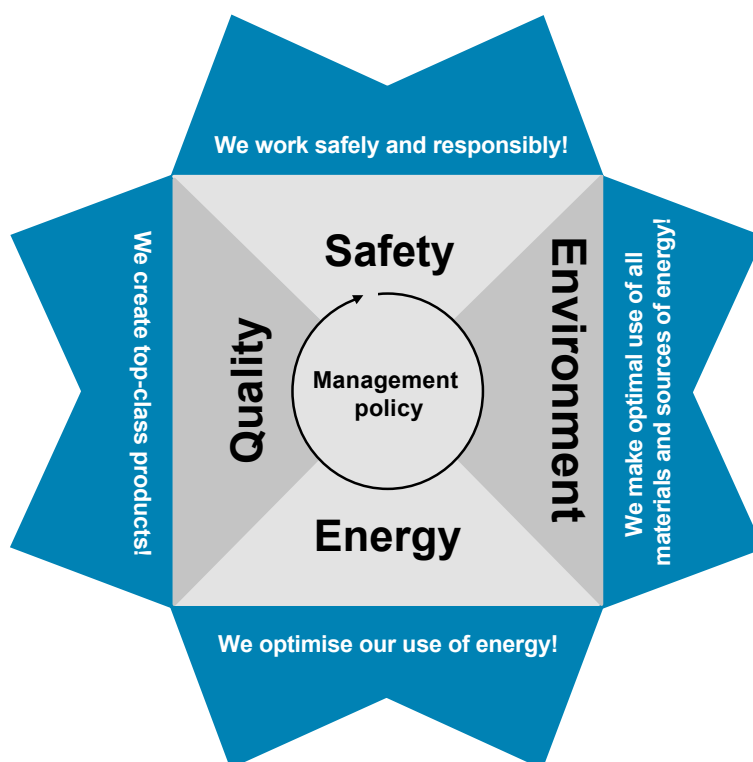 We work safely and responsibly!
Safety
Environment
We make optimal use of all
materials and sources of energy!
We create top-class products!
Quality
Management
policy
Energy
We optimise our use of energy!